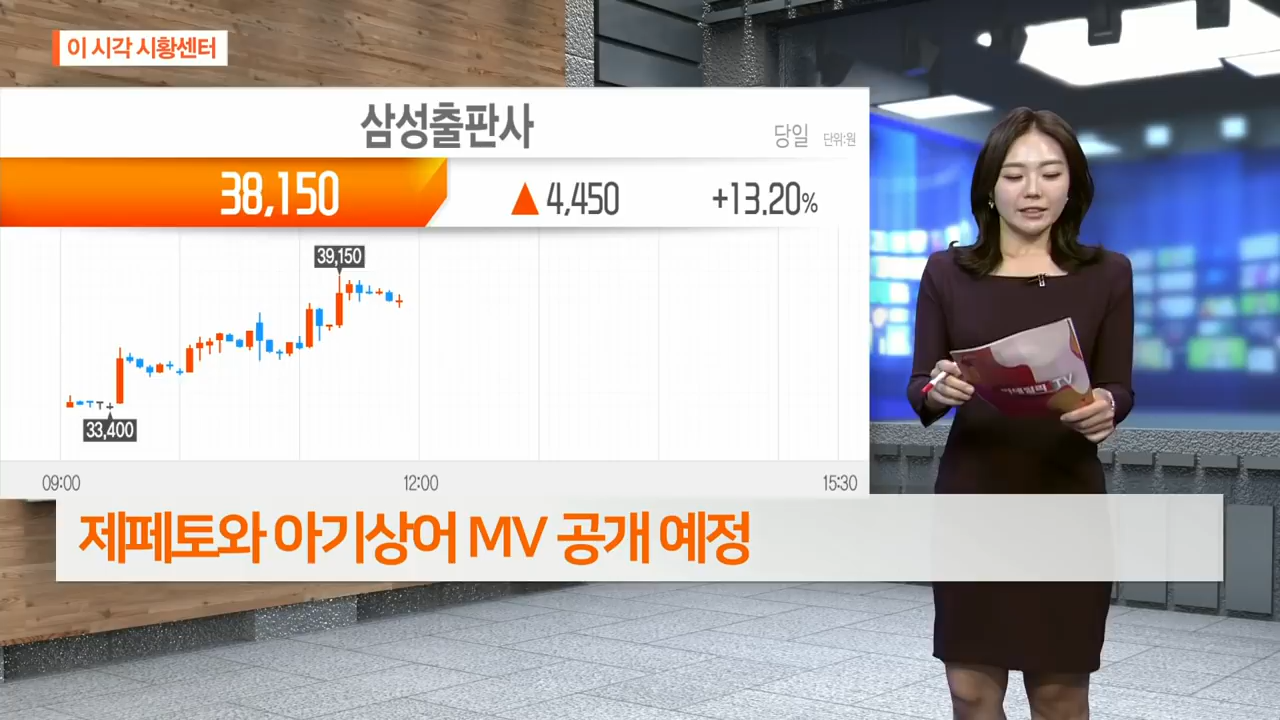 이 시각 시황센터
삼성출판사
당일 단위:원
38,150 ▲ 4,450 +13.20%
39,150
33,400
09:00 12:00 15:30
제페토와 아기상어 MV 공개 예정
TV